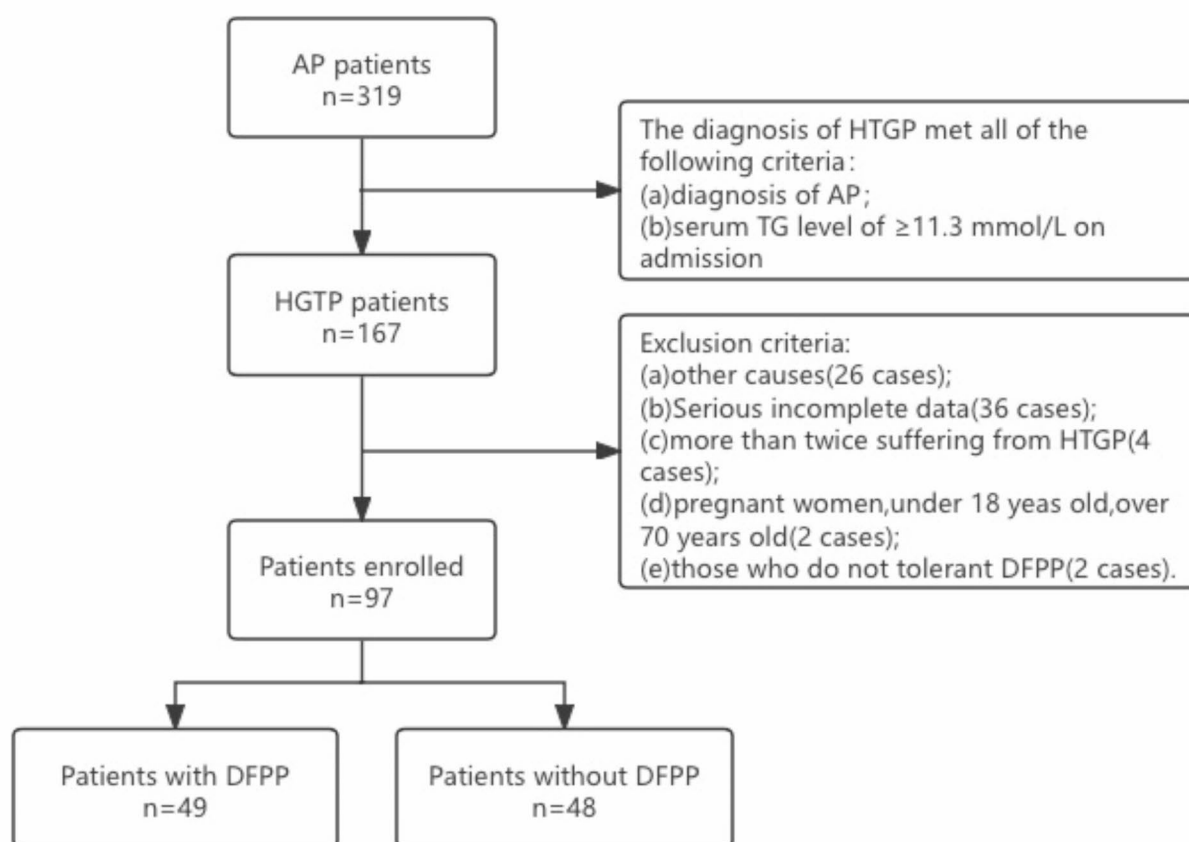 AP patients
n=319
The diagnosis of HTGP met all of the
following criteria:
(a)diagnosis of AP;
(b)serum TG level of ≥11.3 mmol/L on
admission
HGTP patients
n=167
Exclusion criteria:
(a)other causes(26 cases);
(b)Serious incomplete data(36 cases);
(c)more than twice suffering from HTGP(4
cases);
(d)pregnant women,under 18 yeas old,over
70 years old(2 cases);
(e)those who do not tolerant DFPP(2 cases).
Patients enrolled
n=97
Patients with DFPP
n=49
Patients without DFPP
n=48